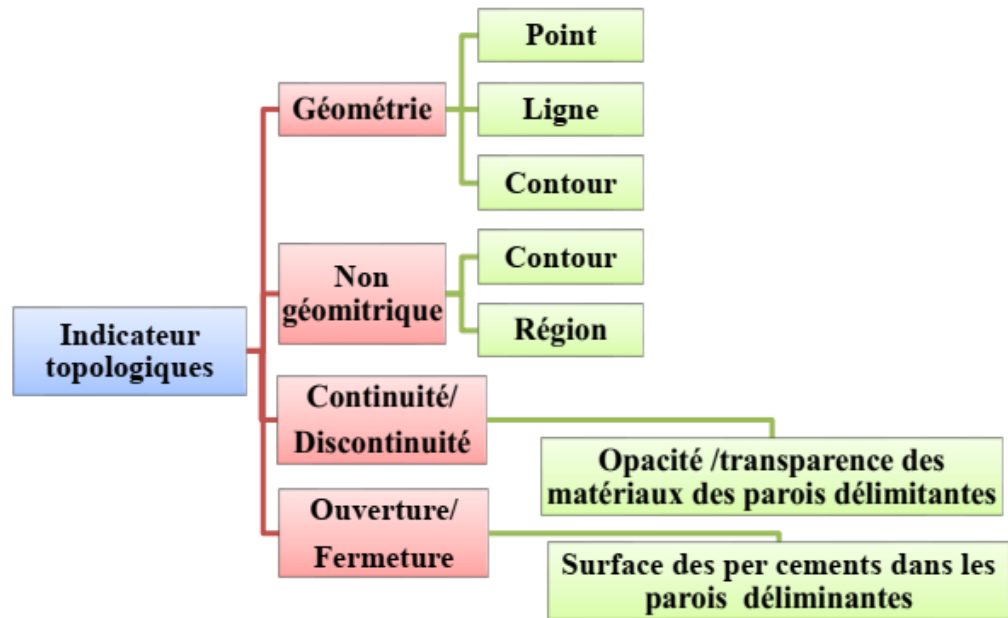 Point
Géométrie
Ligne
Contour
Non
géomitrique
Contour
Région
Indicateur
topologiques
Continuité/
Discontinuité
Opacité /transparence des
matériaux des parois délimitantes
Ouverture/
Fermeture
Surface des per cements dans les
parois déliminantes